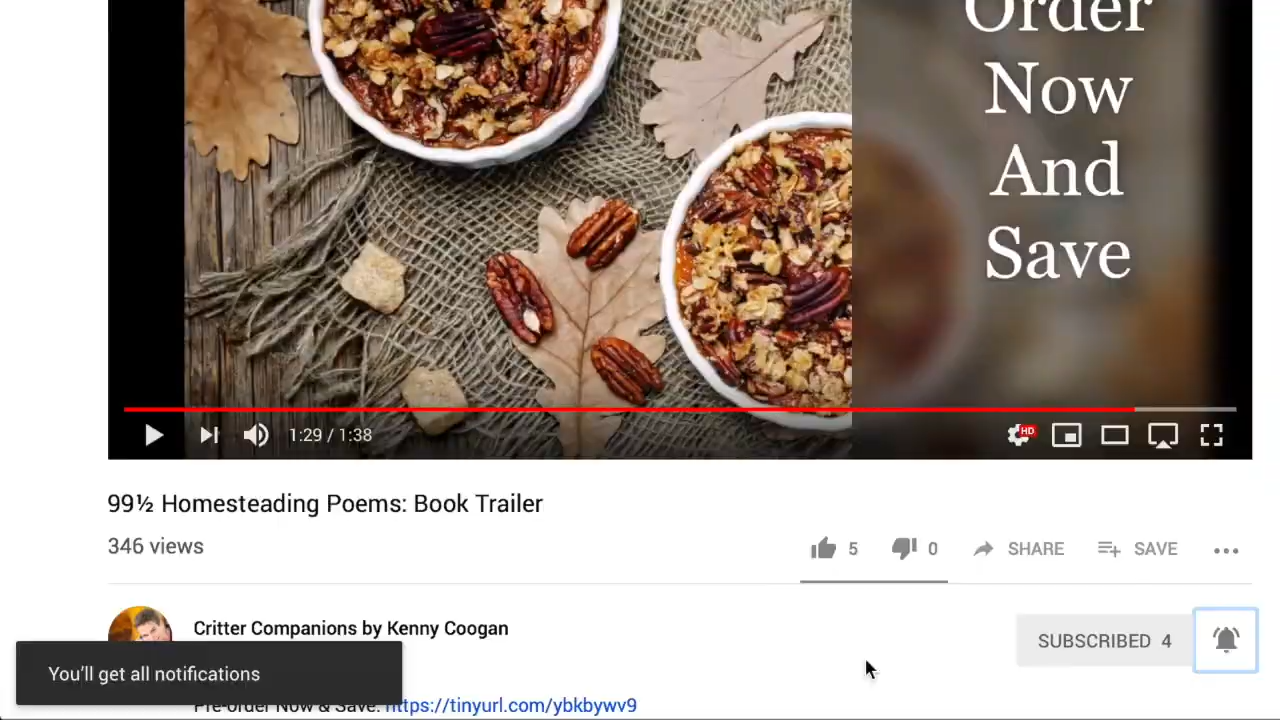 Order
Now
And
Save
1:29 / 1:38
HD
99½ Homesteading Poems: Book Trailer
346 views
5
0
SHARE
SAVE
Critter Companions by Kenny Coogan
SUBSCRIBED 4
You'll get all notifications
Pre-order Now & Save: https://tinyurl.com/ybkbywv9